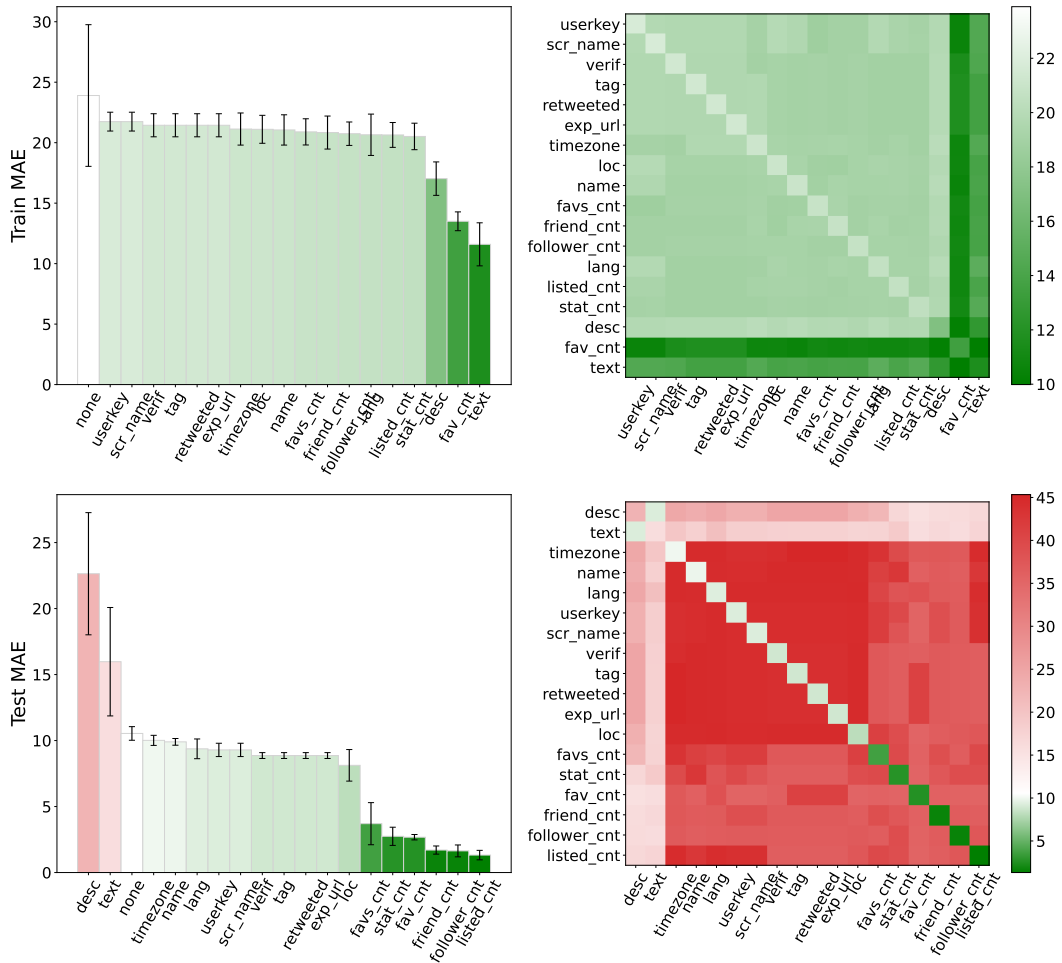 Train MAE
30
25
20
15
10
5
0
none
userkey
scr_name
verif
tag
retweeted
exp_url
timezone
loc
name
favs_cnt
friend_cnt
follower_cnt
lang
listed_cnt
stat_cnt
desc
fav_cnt
text
userkey
scr_name
verif
tag
retweeted
exp_url
timezone
loc
name
favs_cnt
friend_cnt
follower_cnt
lang
listed_cnt
stat_cnt
desc
fav_cnt
text
userkey
scr_name
verif
tag
retweeted
exp_url
timezone
loc
name
favs_cnt
friend_cnt
follower_cnt
lang
listed_cnt
stat_cnt
desc
fav_cnt
text
22
20
18
16
14
12
10
Test MAE
25
20
15
10
5
0
desc
text
none
timezone
name
lang
userkey
scr_name
verif
tag
retweeted
exp_url
loc
favs_cnt
stat_cnt
fav_cnt
friend_cnt
follower_cnt
listed_cnt
desc
text
timezone
name
lang
userkey
scr_name
verif
tag
retweeted
exp_url
loc
favs_cnt
stat_cnt
fav_cnt
friend_cnt
follower_cnt
listed_cnt
desc
text
timezone
name
lang
userkey
scr_name
verif
tag
retweeted
exp_url
loc
favs_cnt
stat_cnt
fav_cnt
friend_cnt
follower_cnt
listed_cnt
45
40
35
30
25
20
15
10
5